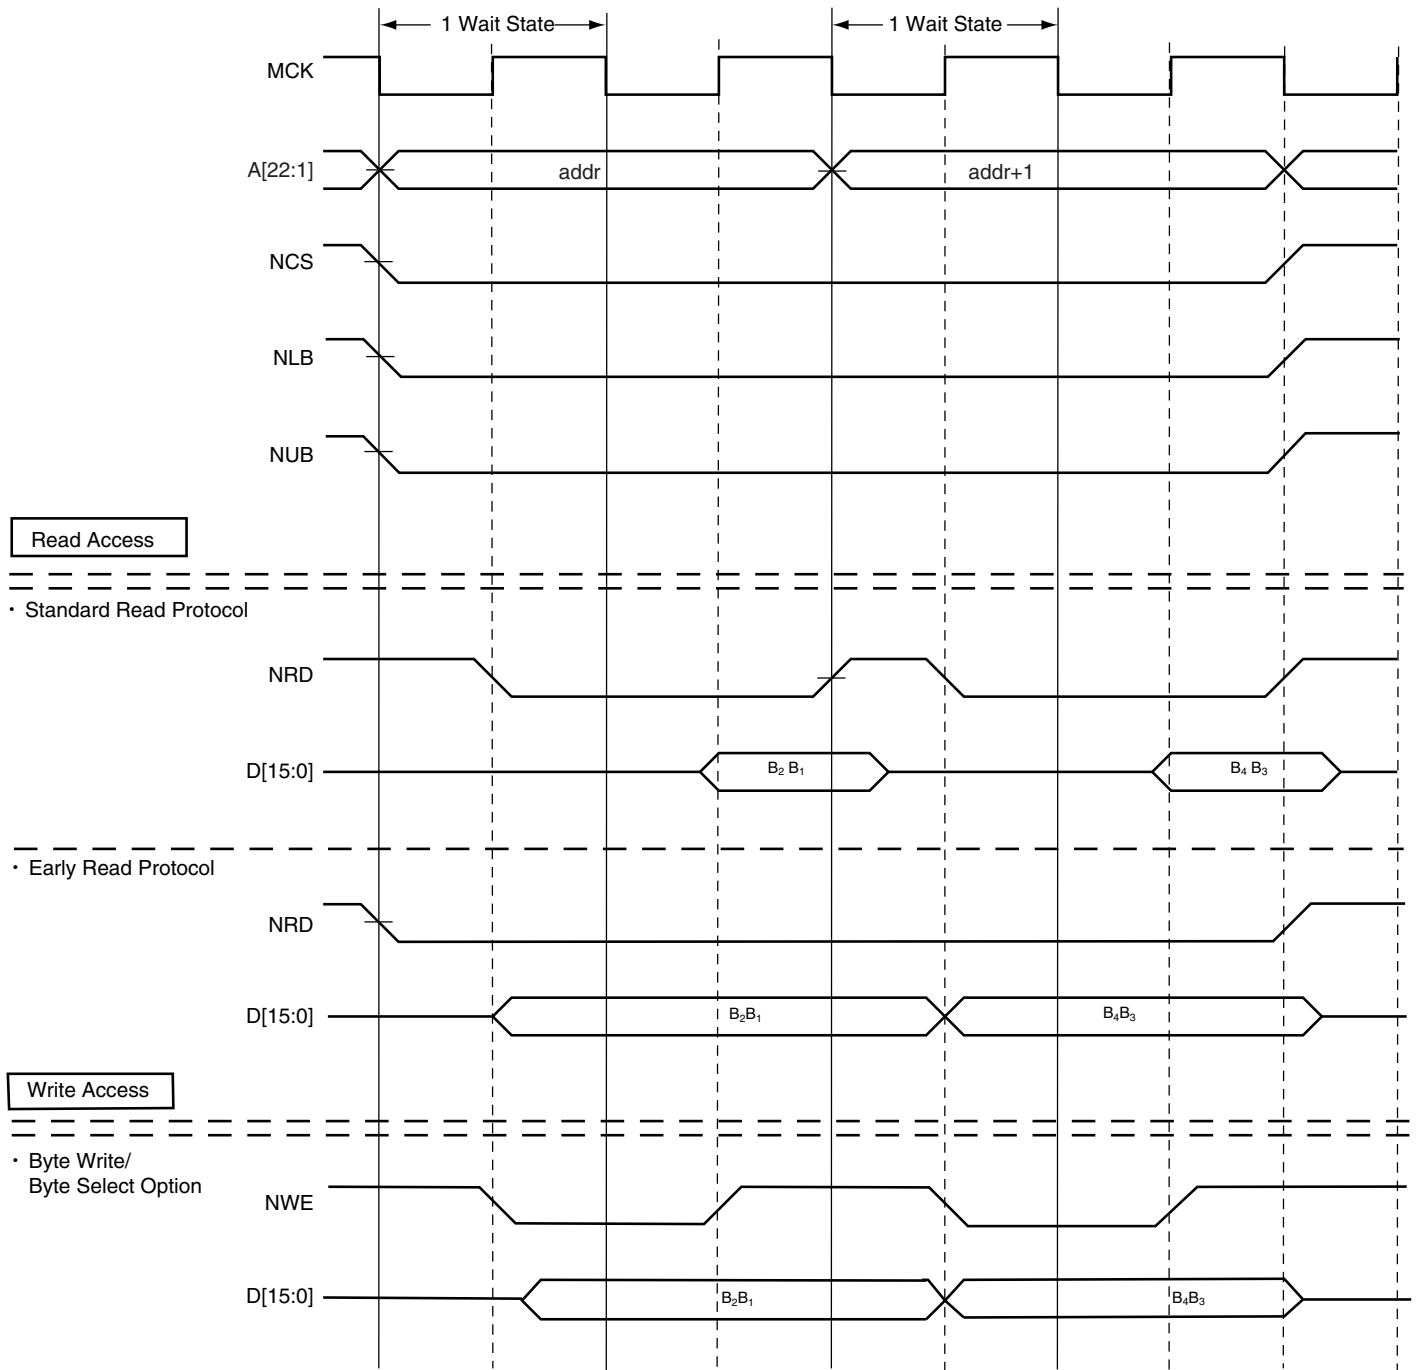 1 Wait State
1 Wait State
MCK
A[22:1]
addr
addr+1
NCS
NLB
NUB
Read Access
· Standard Read Protocol
NRD
D[15:0]
B₂ B₁
B₄ B₃
· Early Read Protocol
NRD
D[15:0]
B₂B₁
B₄B₃
Write Access
· Byte Write/
Byte Select Option
NWE
D[15:0]
B₂B₁
B₄B₃